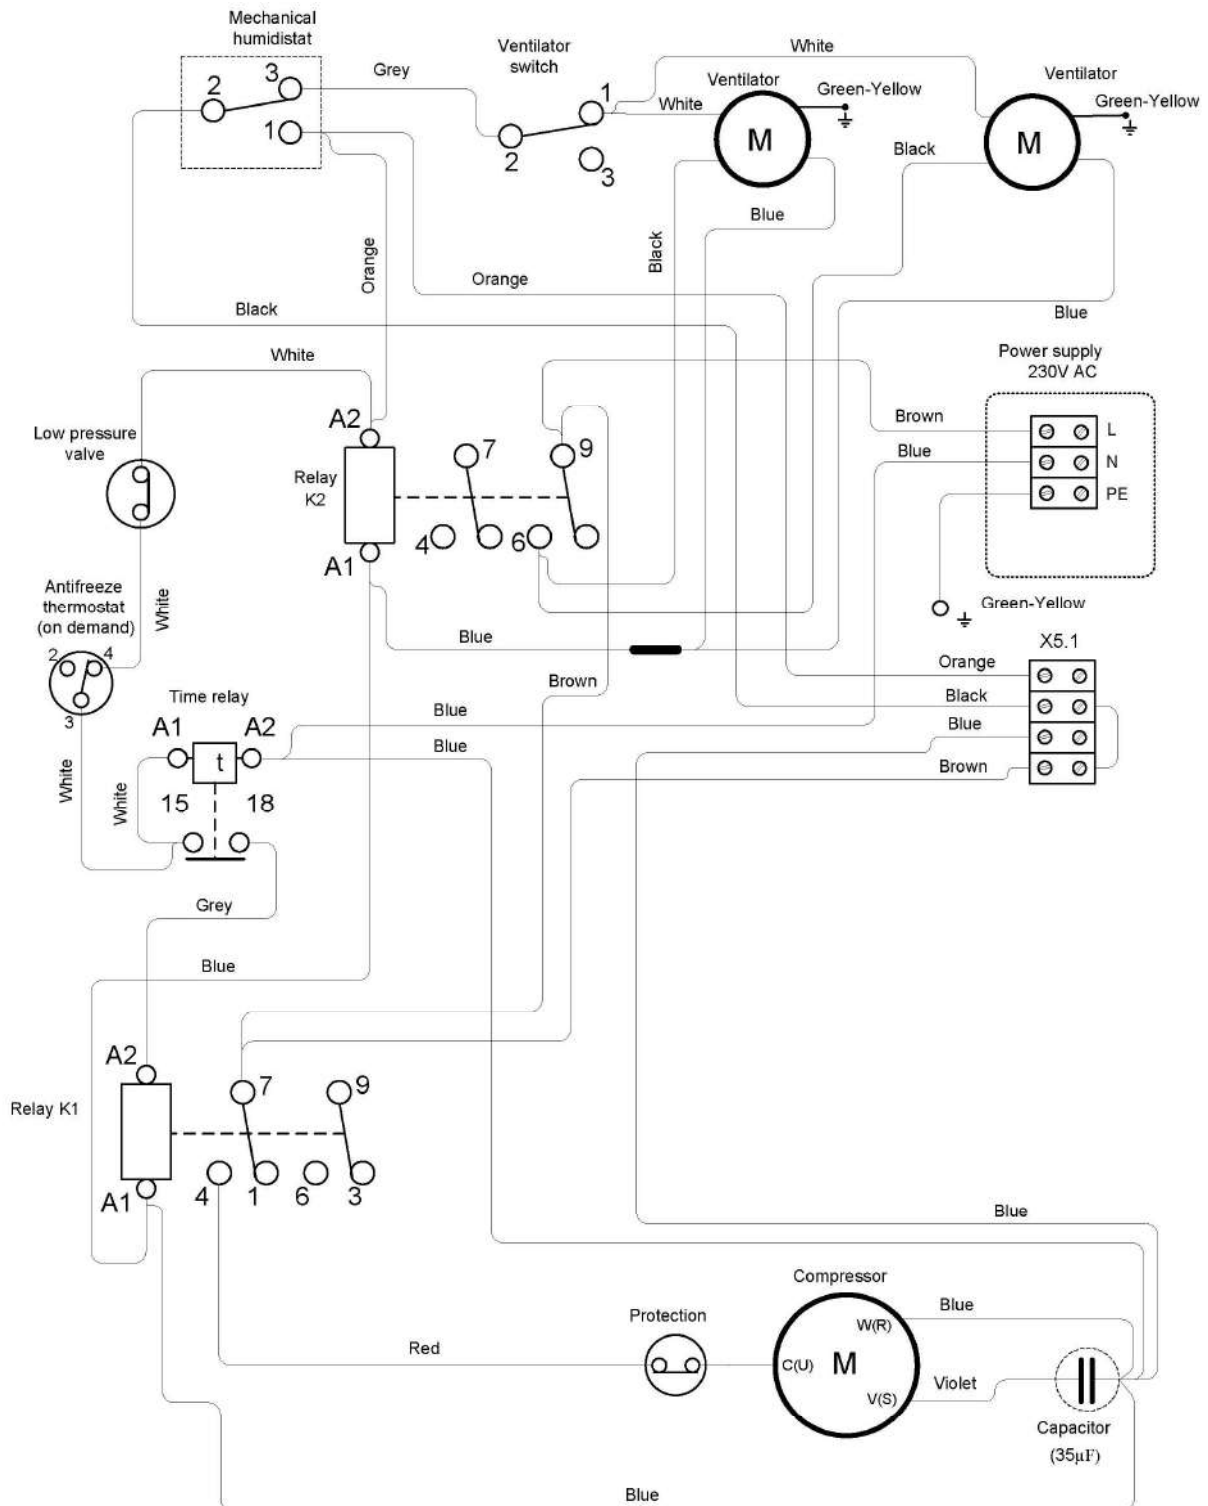 Mechanical
humidistat
3
2
1
Grey
Ventilator
switch
1
2
3
White
White
Ventilator
M
Green-Yellow
Ventilator
M
Green-Yellow
Black
Blue
Black
Orange
Orange
Black
Blue
White
Power supply
230V AC
Brown
L
Blue
N
PE
Green-Yellow
Low pressure
valve
A2
Relay
K2
A1
7
9
4
6
Antifreeze
thermostat
(on demand)
White
2
4
3
Blue
Brown
X5.1
Orange
Black
Blue
Brown
Time relay
A1
A2
t
15
18
White
White
Blue
Blue
Grey
Blue
A2
Relay K1
A1
7
9
4
1
6
3
Blue
Compressor
Protection
W(R)
C(U)
M
V(S)
Blue
Red
Violet
Capacitor
(35µF)
Blue